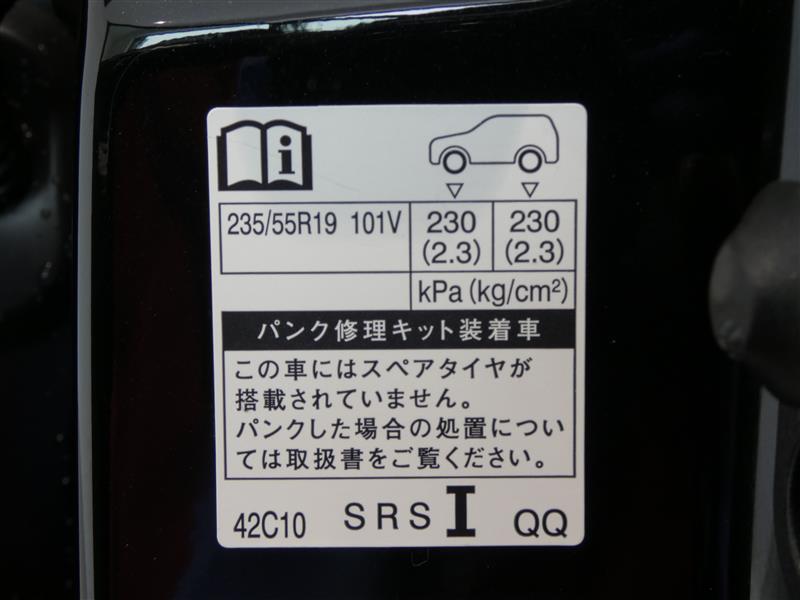 235/55R19 101V 230 230
(2.3) (2.3)
kPa (kg/cm²)
パンク修理キット装着車
この車にはスペアタイヤが
搭載されていません。
パンクした場合の処置につい
ては取扱書をご覧ください。
42C10 SRS I QQ